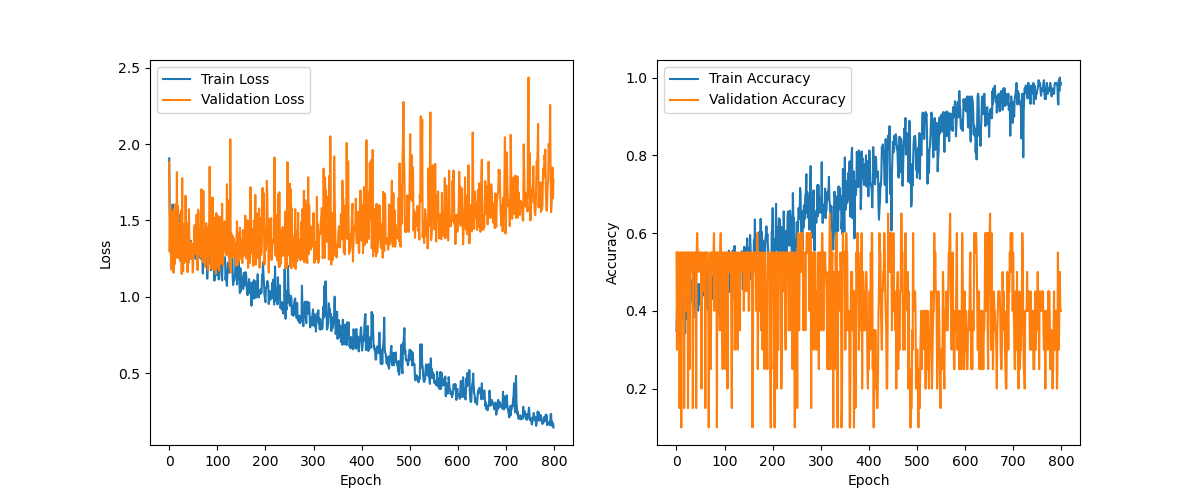 Train Loss
Validation Loss
2.5
2.0
1.5
1.0
0.5
Loss
0 100 200 300 400 500 600 700 800
Epoch
Train Accuracy
Validation Accuracy
1.0
0.8
0.6
0.4
0.2
Accuracy
0 100 200 300 400 500 600 700 800
Epoch